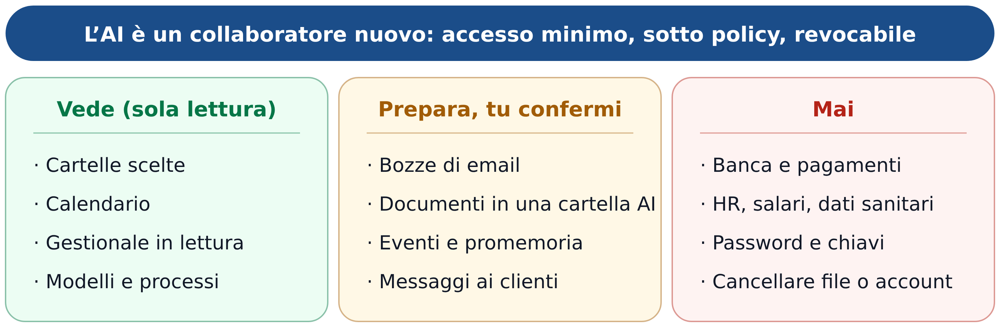 L’AI è un collaboratore nuovo: accesso minimo, sotto policy, revocabile
Vede (sola lettura)
· Cartelle scelte
· Calendario
· Gestionale in lettura
· Modelli e processi
Prepara, tu confermi
· Bozze di email
· Documenti in una cartella AI
· Eventi e promemoria
· Messaggi ai clienti
Mai
· Banca e pagamenti
· HR, salari, dati sanitari
· Password e chiavi
· Cancellare file o account